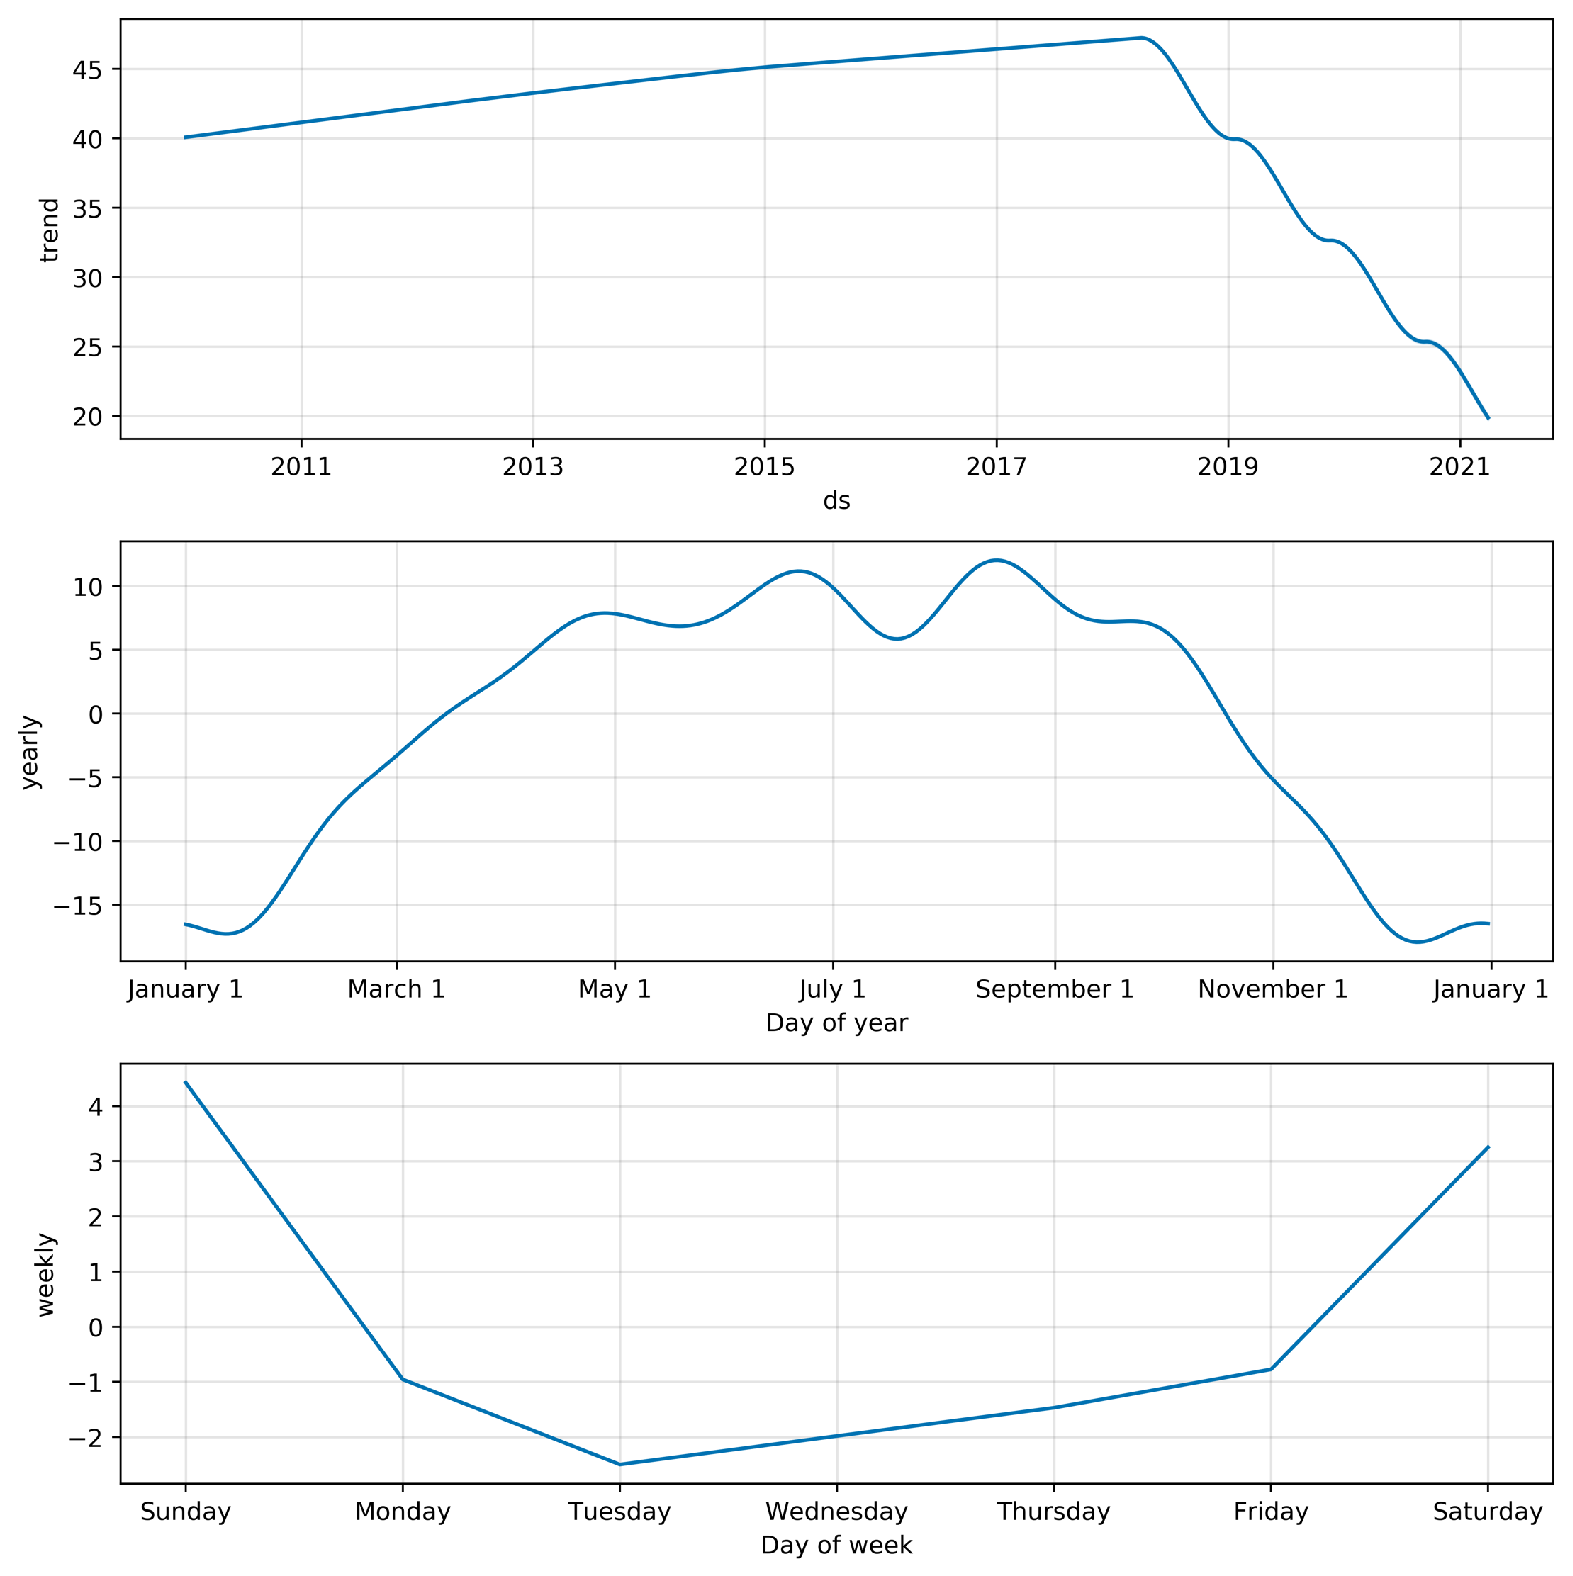 45
40
35
30
25
20
trend
2011 2013 2015 2017 2019 2021
ds
10
5
0
−5
−10
−15
yearly
January 1 March 1 May 1 July 1 September 1 November 1 January 1
Day of year
4
3
2
1
0
−1
−2
weekly
Sunday Monday Tuesday Wednesday Thursday Friday Saturday
Day of week